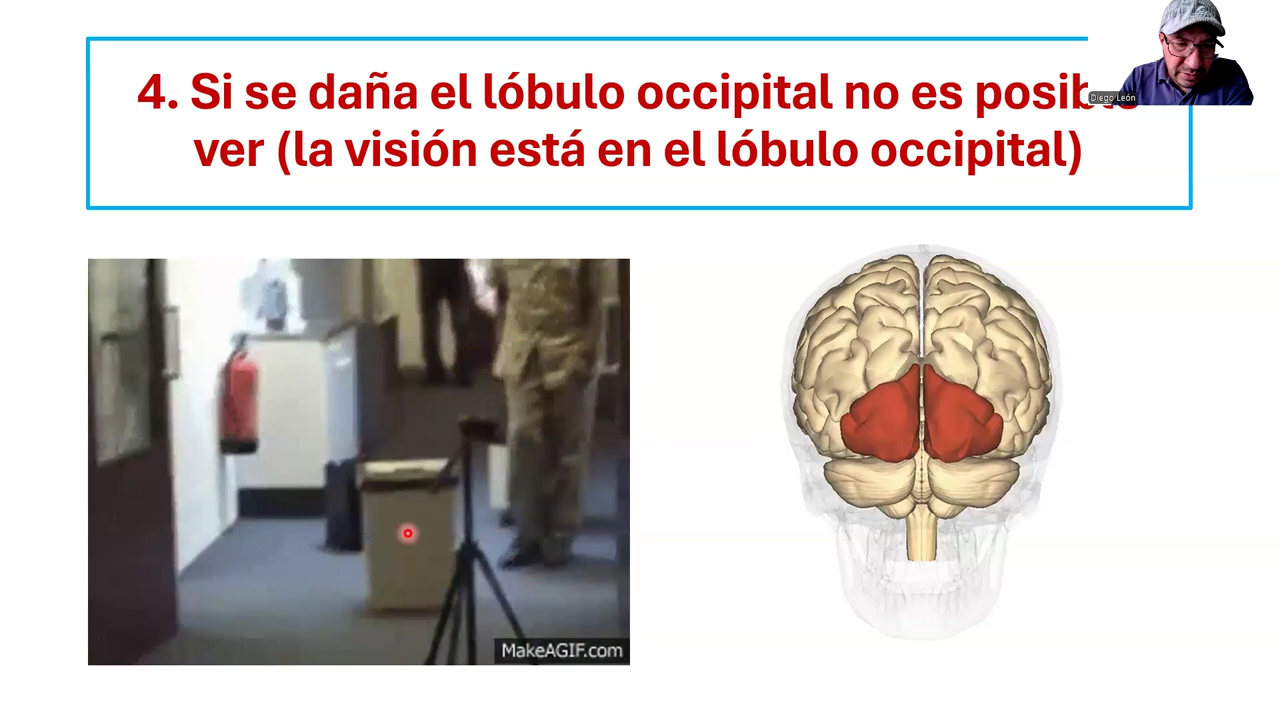 4. Si se daña el lóbulo occipital no es posible
ver (la visión está en el lóbulo occipital)
Diego León
MakeAGIF.com